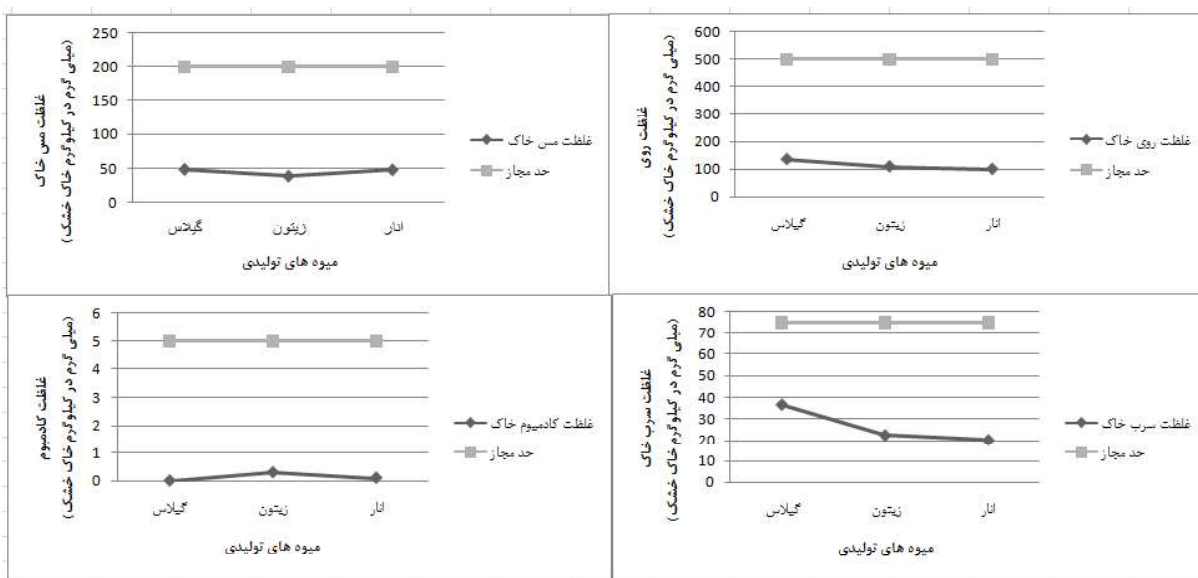 غلظت مس خاک
(میلی گرم در کیلوگرم خاک خشک)
250
200
150
100
50
0
گیلاس
زیتون
انار
میوه های تولیدی
غلظت مس خاک
حد مجاز
غلظت روی
(میلی گرم در کیلوگرم خاک خشک)
600
500
400
300
200
100
0
گیلاس
زیتون
انار
میوه های تولیدی
غلظت روی خاک
حد مجاز
غلظت کادمیوم
(میلی گرم در کیلوگرم خاک خشک)
6
5
4
3
2
1
0
گیلاس
زیتون
انار
میوه های تولیدی
غلظت کادمیوم خاک
حد مجاز
غلظت سرب خاک
(میلی گرم در کیلوگرم خاک خشک)
80
70
60
50
40
30
20
10
0
گیلاس
زیتون
انار
میوه های تولیدی
غلظت سرب خاک
حد مجاز